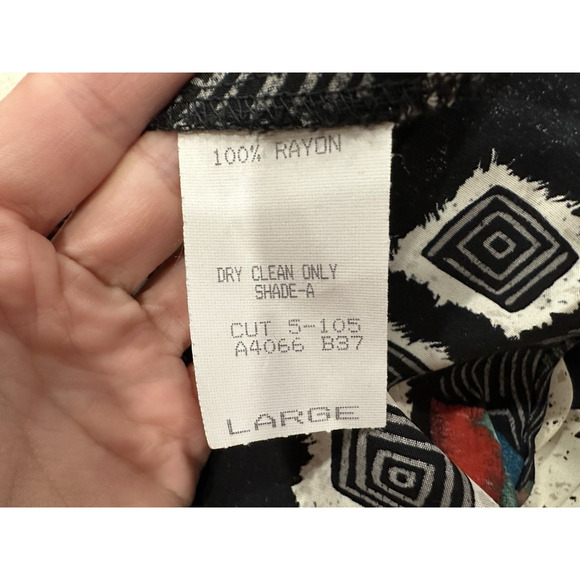 100% RAYON
DRY CLEAN ONLY
SHADE-A
CUT 5-105
A4066 B37
LARGE